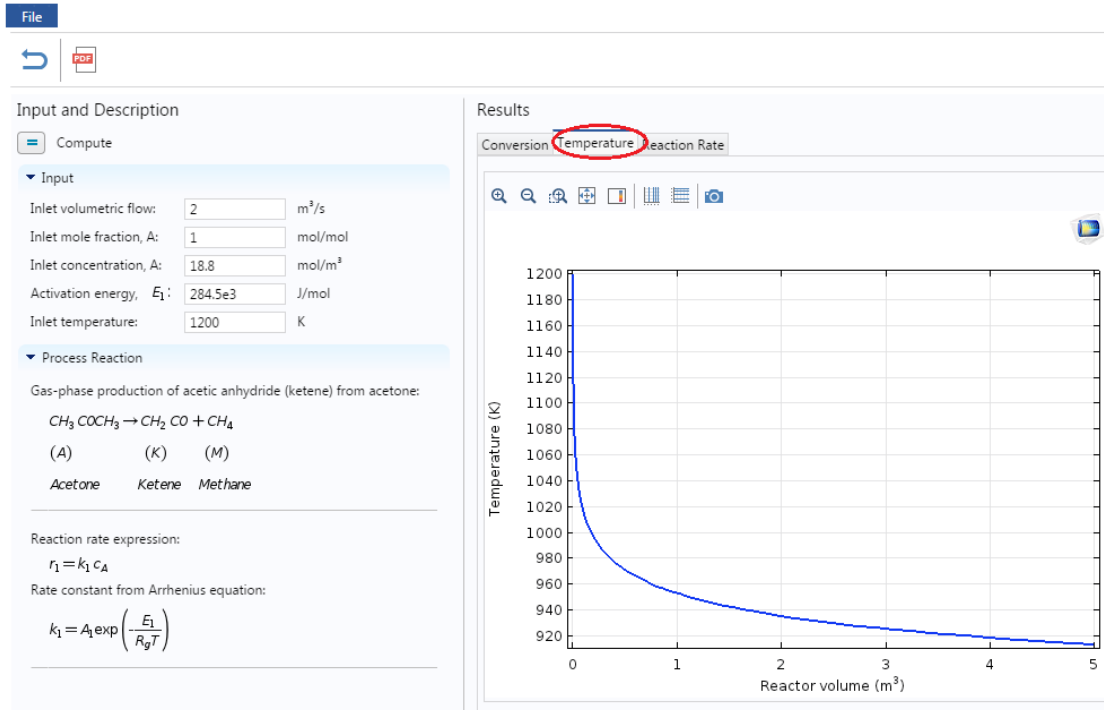 File
PDF
Input and Description
= Compute
Input
Inlet volumetric flow: 2 m³/s
Inlet mole fraction, A: 1 mol/mol
Inlet concentration, A: 18.8 mol/m³
Activation energy, E₁: 284.5e3 J/mol
Inlet temperature: 1200 K
Process Reaction
Gas-phase production of acetic anhydride (ketene) from acetone:
CH₃ COCH₃ → CH₂ CO + CH₄
(A) (K) (M)
Acetone Ketene Methane
Reaction rate expression:
r₁ = k₁ c_A
Rate constant from Arrhenius equation:
k₁ = A₁ exp(-E₁/(R_g T))
Results
Conversion Temperature Reaction Rate
1200
1180
1160
1140
1120
1100
1080
1060
1040
1020
1000
980
960
940
920
Temperature (K)
0 1 2 3 4 5
Reactor volume (m³)